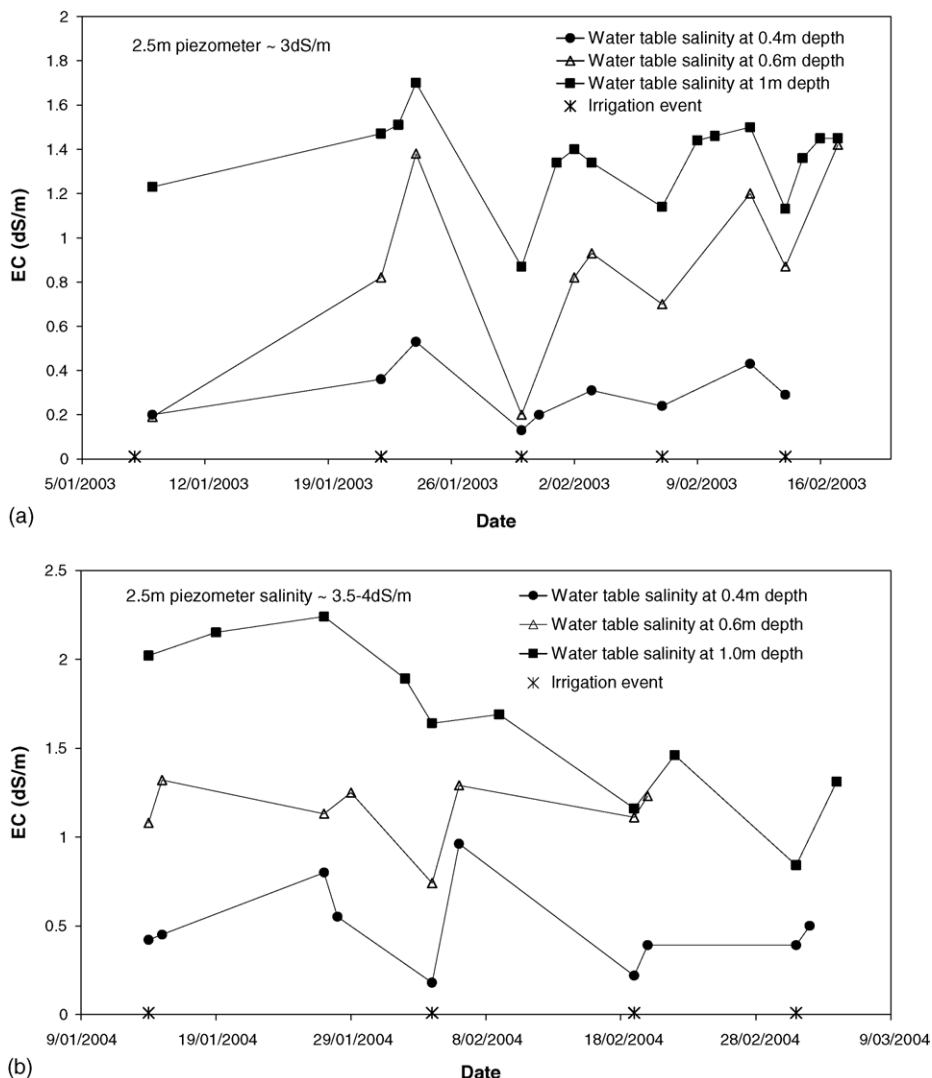 2
2.5m piezometer ~ 3dS/m
Water table salinity at 0.4m depth
1.8
Water table salinity at 0.6m depth
1.6
Water table salinity at 1m depth
Irrigation event
1.4
1.2
EC (dS/m)
1
0.8
0.6
0.4
0.2
0
5/01/2003 12/01/2003 19/01/2003 26/01/2003 2/02/2003 9/02/2003 16/02/2003
(a)
Date
2.5
2.5m piezometer salinity ~ 3.5-4dS/m
Water table salinity at 0.4m depth
Water table salinity at 0.6m depth
2
Water table salinity at 1.0m depth
Irrigation event
1.5
EC (dS/m)
1
0.5
0
9/01/2004 19/01/2004 29/01/2004 8/02/2004 18/02/2004 28/02/2004 9/03/2004
(b)
Date